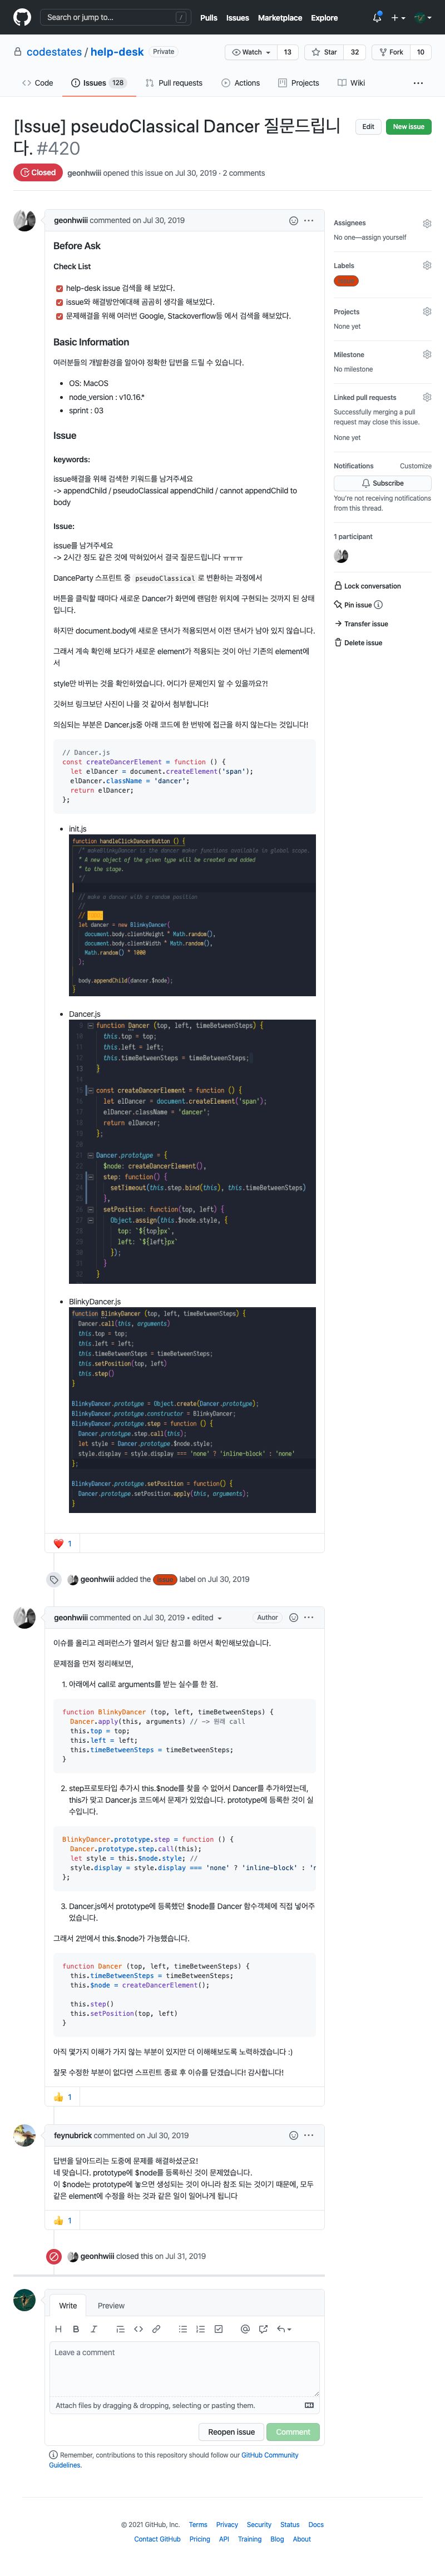 Search or jump to...
/
Pulls Issues Marketplace Explore
codestates / help-desk Private
Watch 13 Star 32 Fork 10
Code Issues 128 Pull requests Actions Projects Wiki
[Issue] pseudoClassical Dancer 질문드립니
다. #420
Edit New issue
Closed geonhwiii opened this issue on Jul 30, 2019 · 2 comments
geonhwiii commented on Jul 30, 2019
Before Ask
Check List
help-desk issue 검색을 해 보았다.
issue와 해결방안에대해 곰곰히 생각을 해보았다.
문제해결을 위해 여러번 Google, Stackoverflow등 에서 검색을 해보았다.
Basic Information
여러분들의 개발환경을 알아야 정확한 답변을 드릴 수 있습니다.
OS: MacOS
node_version : v10.16.*
sprint : 03
Issue
keywords:
issue해결을 위해 검색한 키워드를 남겨주세요
-> appendChild / pseudoClassical appendChild / cannot appendChild to
body
Issue:
issue를 남겨주세요
-> 2시간 정도 같은 것에 막혀있어서 결국 질문드립니다 ㅠㅠㅠ
DanceParty 스프린트 중 pseudoClassical 로 변환하는 과정에서
버튼을 클릭할 때마다 새로운 Dancer가 화면에 랜덤한 위치에 구현되는 것까지 된 상태
입니다.
하지만 document.body에 새로운 댄서가 적용되면서 이전 댄서가 남아 있지 않습니다.
그래서 계속 확인해 보다가 새로운 element가 적용되는 것이 아닌 기존의 element에
서
style만 바뀌는 것을 확인하였습니다. 어디가 문제인지 알 수 있을까요?!
깃허브 링크보단 사진이 나을 것 같아서 첨부합니다!
의심되는 부분은 Dancer.js중 아래 코드에 한 번밖에 접근을 하지 않는다는 것입니다!
// Dancer.js
const createDancerElement = function () {
let elDancer = document.createElement('span');
elDancer.className = 'dancer';
return elDancer;
};
init.js
function handleClickDancerButton () {
/* makeBlinkyDancer is the dancer maker functions available in global scope.
* A new object of the given type will be created and added
* to the stage.
*/
// make a dancer with a random position
//
//
let dancer = new BlinkyDancer(
document.body.clientHeight * Math.random(),
document.body.clientWidth * Math.random(),
Math.random() * 1000
);
body.appendChild(dancer.$node);
}
Dancer.js
9 function Dancer (top, left, timeBetweenSteps) {
10 this.top = top;
11 this.left = left;
12 this.timeBetweenSteps = timeBetweenSteps;
13 }
14
15 const createDancerElement = function () {
16 let elDancer = document.createElement('span');
17 elDancer.className = 'dancer';
18 return elDancer;
19 };
20
21 Dancer.prototype = {
22 $node: createDancerElement(),
23 step: function() {
24 setTimeout(this.step.bind(this), this.timeBetweenSteps)
25 },
26 setPosition: function(top, left) {
27 Object.assign(this.$node.style, {
28 top: `${top}px`,
29 left: `${left}px`
30 });
31 }
32 }
BlinkyDancer.js
function BlinkyDancer (top, left, timeBetweenSteps) {
Dancer.call(this, arguments)
this.top = top;
this.left = left;
this.timeBetweenSteps = timeBetweenSteps;
this.setPosition(top, left)
this.step()
}
BlinkyDancer.prototype = Object.create(Dancer.prototype);
BlinkyDancer.prototype.constructor = BlinkyDancer;
BlinkyDancer.prototype.step = function () {
Dancer.prototype.step.call(this);
let style = Dancer.prototype.$node.style;
style.display = style.display === 'none' ? 'inline-block' : 'none'
};
BlinkyDancer.prototype.setPosition = function() {
Dancer.prototype.setPosition.apply(this, arguments);
}
1
geonhwiii added the label on Jul 30, 2019
geonhwiii commented on Jul 30, 2019 • edited Author
이슈를 올리고 레퍼런스가 열려서 일단 참고를 하면서 확인해보았습니다.
문제점을 먼저 정리해보면,
1. 아래에서 call로 arguments를 받는 실수를 한 점.
function BlinkyDancer (top, left, timeBetweenSteps) {
Dancer.apply(this, arguments) // -> 원래 call
this.top = top;
this.left = left;
this.timeBetweenSteps = timeBetweenSteps;
}
2. step프로토타입 추가시 this.$node를 찾을 수 없어서 Dancer를 추가하였는데,
this가 맞고 Dancer.js 코드에서 문제가 있었습니다. prototype에 등록한 것이 실
수입니다.
BlinkyDancer.prototype.step = function () {
Dancer.prototype.step.call(this);
let style = this.$node.style; //
style.display = style.display === 'none' ? 'inline-block' : 'r
};
3. Dancer.js에서 prototype에 등록했던 $node를 Dancer 함수객체에 직접 넣어주
었습니다.
그래서 2번에서 this.$node가 가능했습니다.
function Dancer (top, left, timeBetweenSteps) {
this.timeBetweenSteps = timeBetweenSteps;
this.$node = createDancerElement();
this.step()
this.setPosition(top, left)
}
아직 몇가지 이해가 가지 않는 부분이 있지만 더 이해해보도록 노력하겠습니다 :)
잘못 수정한 부분이 없다면 스프린트 종료 후 이슈를 닫겠습니다! 감사합니다!
1
feynubrick commented on Jul 30, 2019
답변을 달아드리는 도중에 문제를 해결하셨군요!
네 맞습니다. prototype에 $node를 등록하신 것이 문제였습니다.
이 $node는 prototype에 놓으면 생성되는 것이 아니라 참조 되는 것이기 때문에, 모두
같은 element에 수정을 하는 것과 같은 일이 일어나게 됩니다
1
geonhwiii closed this on Jul 31, 2019
Write Preview
Leave a comment
Attach files by dragging & dropping, selecting or pasting them.
Reopen issue Comment
Remember, contributions to this repository should follow our GitHub Community
Guidelines.
Assignees
No one—assign yourself
Labels
Projects
None yet
Milestone
No milestone
Linked pull requests
Successfully merging a pull
request may close this issue.
None yet
Notifications Customize
Subscribe
You're not receiving notifications
from this thread.
1 participant
Lock conversation
Pin issue
Transfer issue
Delete issue
© 2021 GitHub, Inc. Terms Privacy Security Status Docs
Contact GitHub Pricing API Training Blog About